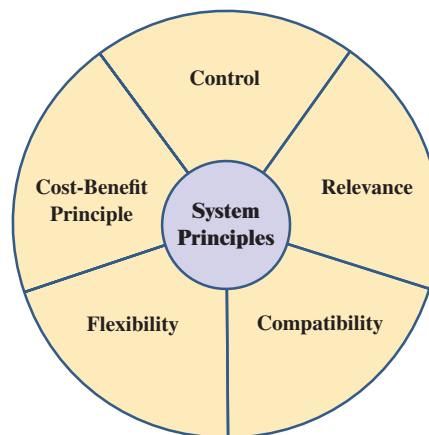 Control
Cost-Benefit
Principle
Relevance
System
Principles
Flexibility
Compatibility